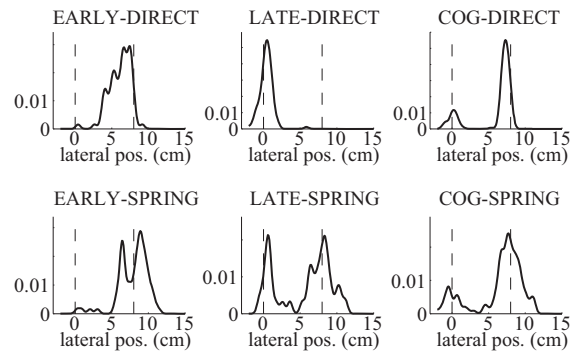 EARLY-DIRECT LATE-DIRECT COG-DIRECT
0.01 0.01 0.01
0 0 0
0 5 10 15 0 5 10 15 0 5 10 15
lateral pos. (cm) lateral pos. (cm) lateral pos. (cm)
EARLY-SPRING LATE-SPRING COG-SPRING
0.01 0.01 0.01
0 0 0
0 5 10 15 0 5 10 15 0 5 10 15
lateral pos. (cm) lateral pos. (cm) lateral pos. (cm)